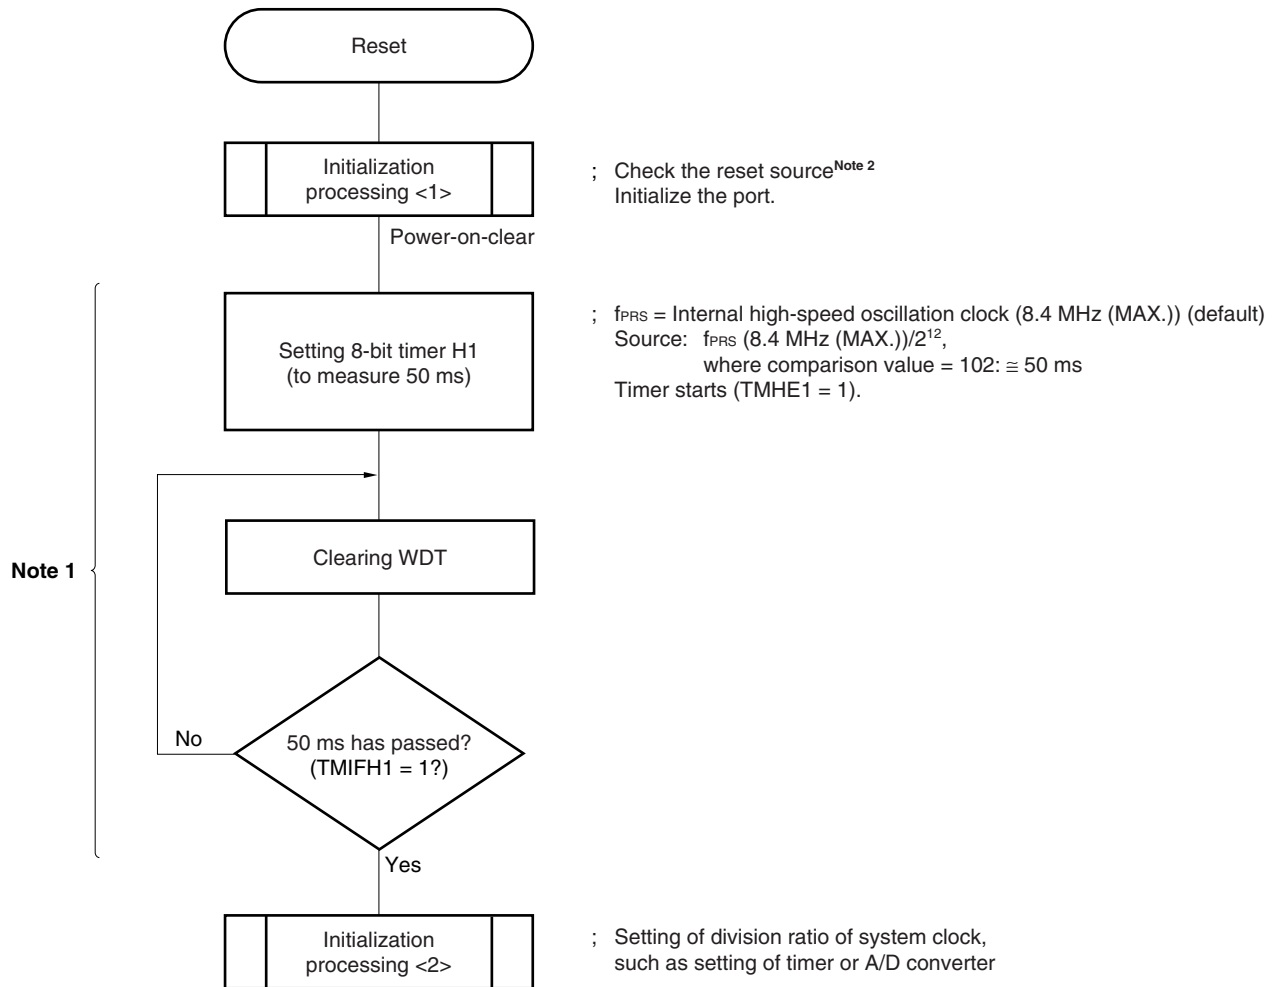 Reset
Initialization
processing <1>
; Check the reset sourceNote 2
Initialize the port.
Power-on-clear
Setting 8-bit timer H1
(to measure 50 ms)
; fPRS = Internal high-speed oscillation clock (8.4 MHz (MAX.)) (default)
Source: fPRS (8.4 MHz (MAX.))/2¹²,
where comparison value = 102: ≅ 50 ms
Timer starts (TMHE1 = 1).
Note 1
Clearing WDT
No
50 ms has passed?
(TMIFH1 = 1?)
Yes
Initialization
processing <2>
; Setting of division ratio of system clock,
such as setting of timer or A/D converter